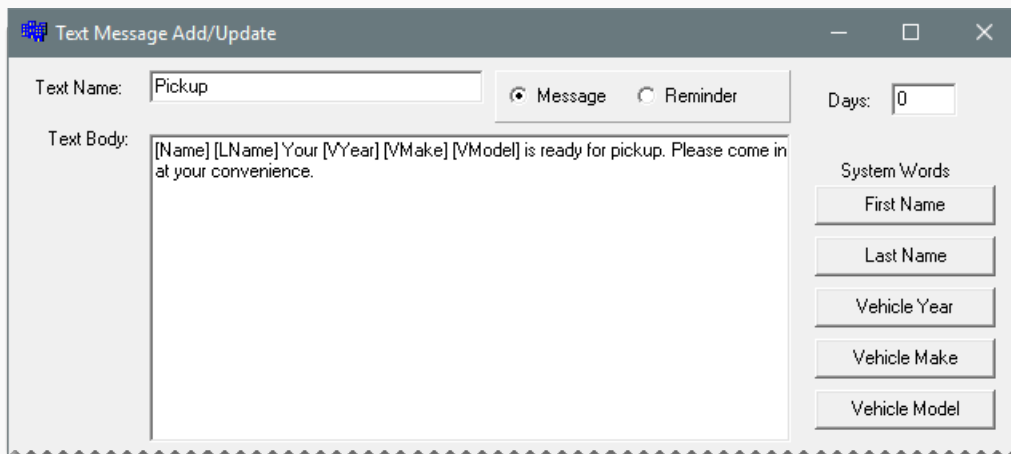 Text Message Add/Update
Text Name:
Pickup
Message
Reminder
Days:
0
Text Body:
[Name] [LName] Your [VYear] [VMake] [VModel] is ready for pickup. Please come in
at your convenience.
System Words
First Name
Last Name
Vehicle Year
Vehicle Make
Vehicle Model